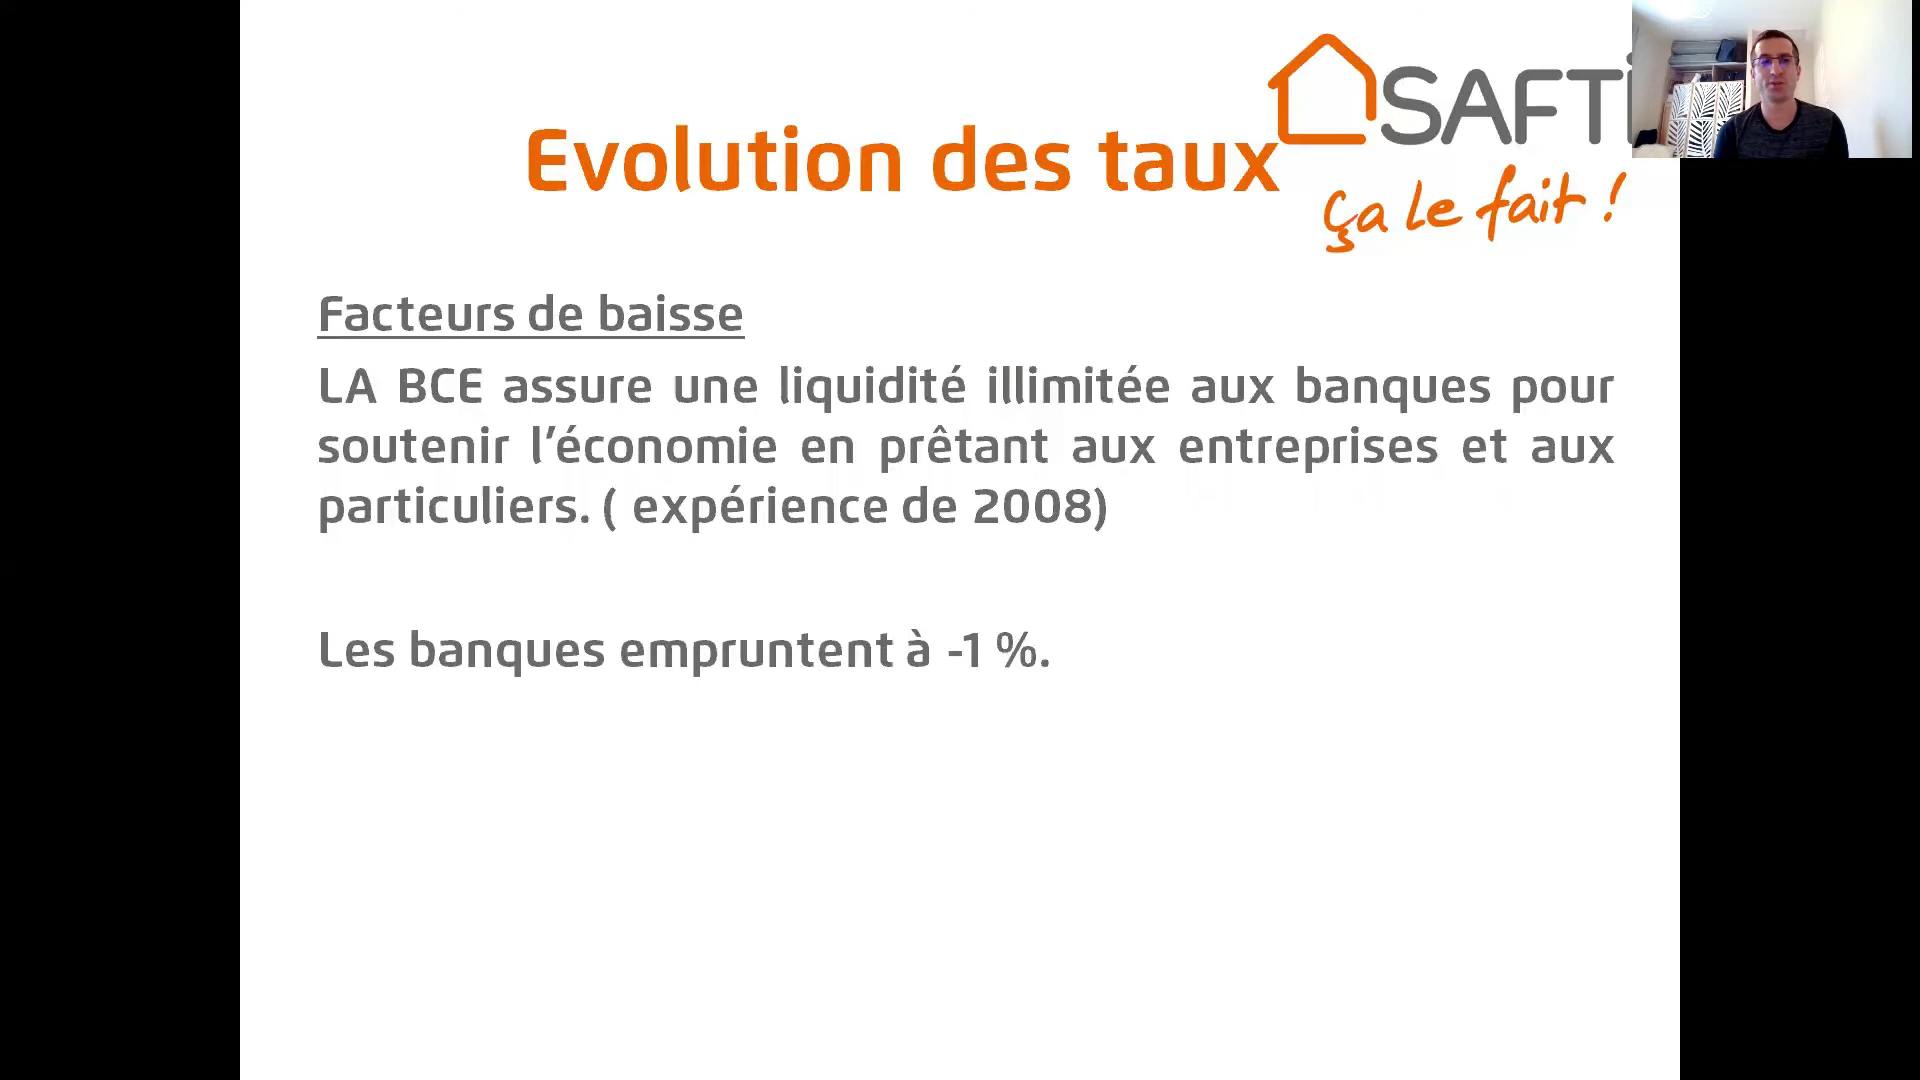 SAFTI
Evolution des taux
ça le fait !
Facteurs de baisse
LA BCE assure une liquidité illimitée aux banques pour
soutenir l’économie en prêtant aux entreprises et aux
particuliers. ( expérience de 2008)
Les banques empruntent à -1 %.